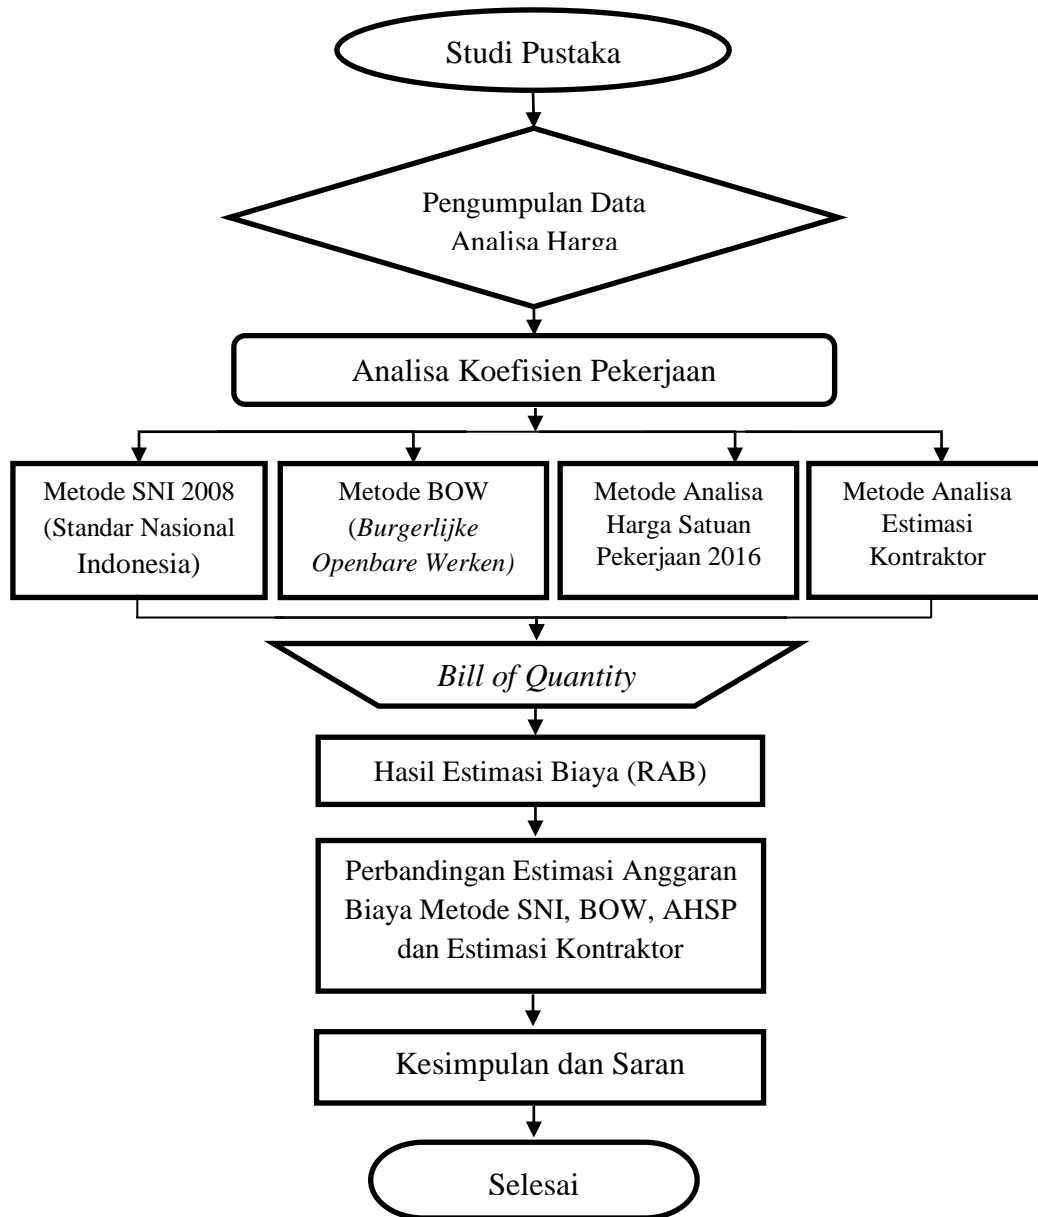 Studi Pustaka
Pengumpulan Data
Analisa Harga
Analisa Koefisien Pekerjaan
Metode SNI 2008
(Standar Nasional
Indonesia)
Metode BOW
(Burgerlijke
Openbare Werken)
Metode Analisa
Harga Satuan
Pekerjaan 2016
Metode Analisa
Estimasi
Kontraktor
Bill of Quantity
Hasil Estimasi Biaya (RAB)
Perbandingan Estimasi Anggaran
Biaya Metode SNI, BOW, AHSP
dan Estimasi Kontraktor
Kesimpulan dan Saran
Selesai